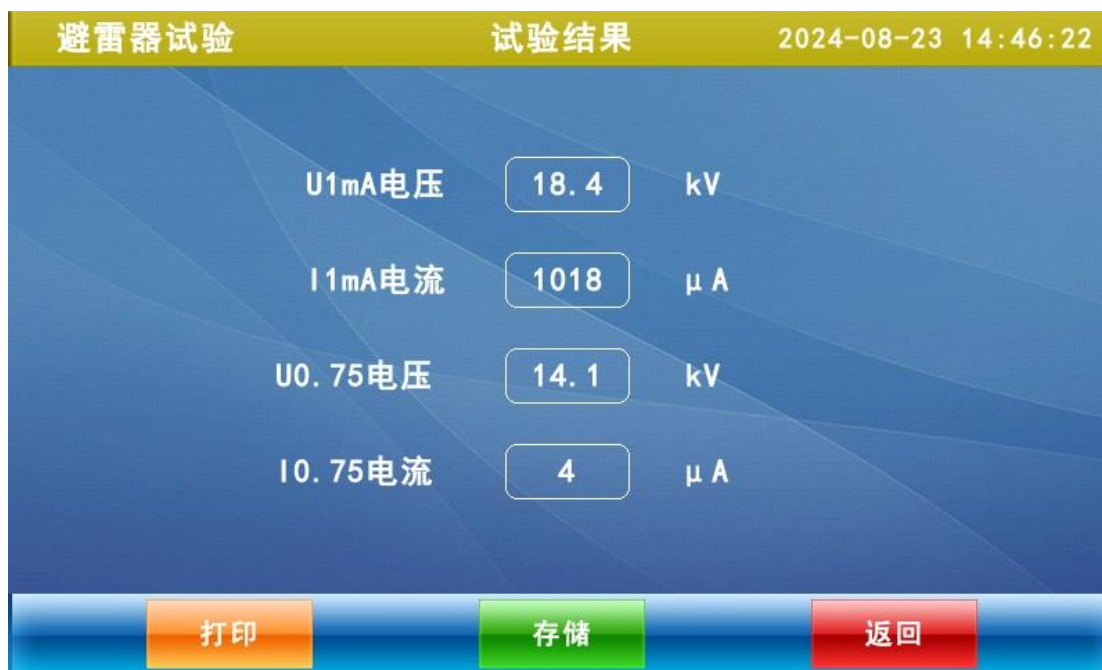 避雷器试验 试验结果 2024-08-23 14:46:22
U1mA电压 18.4 kV
I1mA电流 1018 μA
U0.75电压 14.1 kV
I0.75电流 4 μA
打印 存储 返回